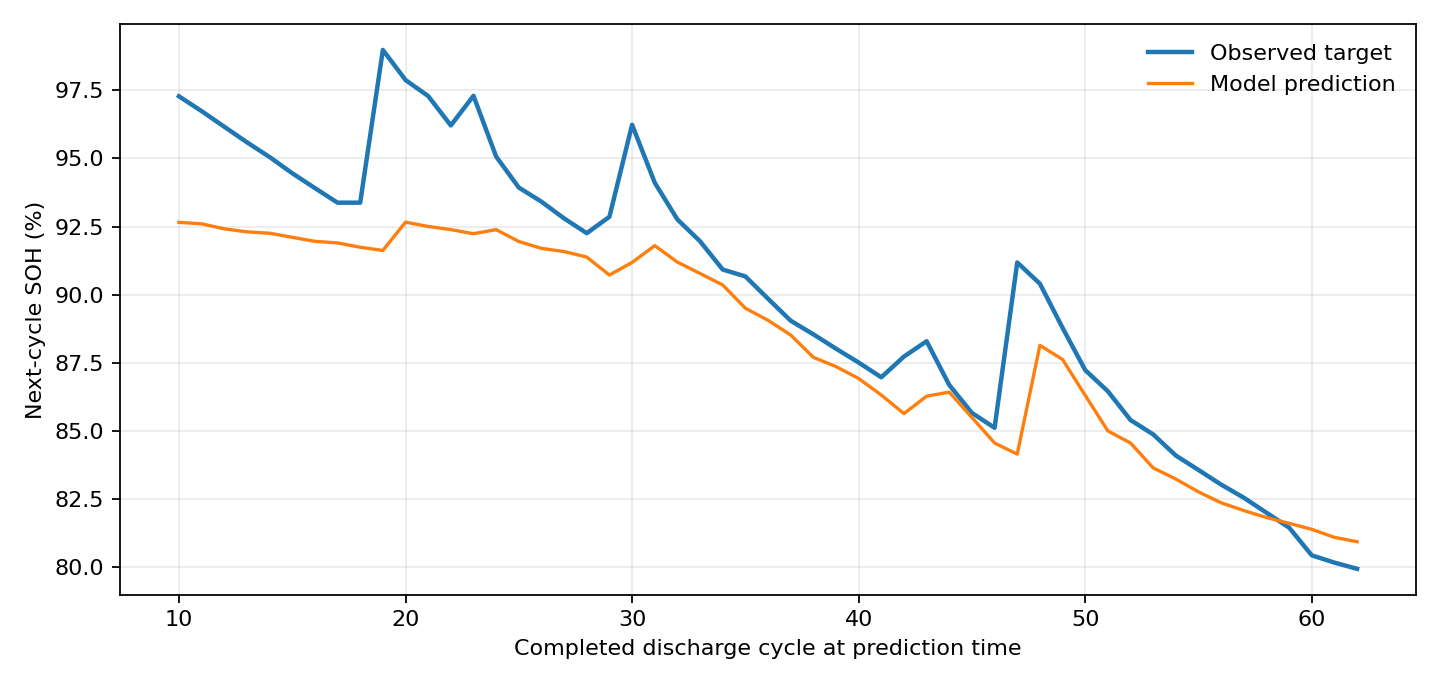 Observed target
Model prediction
97.5
95.0
92.5
90.0
87.5
85.0
82.5
80.0
Next-cycle SOH (%)
10 20 30 40 50 60
Completed discharge cycle at prediction time